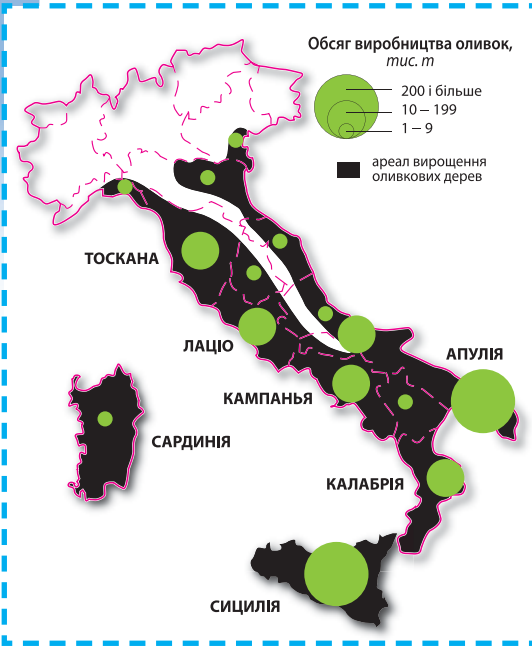 Обсяг виробництва оливок,
тис. т
200 і більше
10 – 199
1 – 9
ареал вирощення
оливкових дерев
ТОСКАНА
ЛАЦІО
АПУЛІЯ
КАМПАНЬЯ
САРДИНІЯ
КАЛАБРІЯ
СИЦИЛІЯ